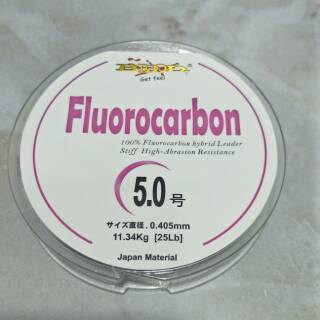 Get feel
Fluorocarbon
100% Fluorocarbon hybrid Leader
Stiff High-Abrasion Resistance
5.0号
サイズ直径. 0.405mm
11.34Kg [25Lb]
Japan Material